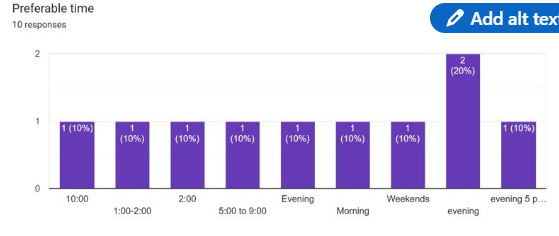 Preferable time
10 responses
Add alt tex
2
1
0
1 (10%)
1
(10%)
1
(10%)
1
(10%)
1
(10%)
1
(10%)
1
(10%)
2
(20%)
1 (10%)
10:00
1:00-2:00
2:00
5:00 to 9:00
Evening
Morning
Weekends
evening
evening 5 p…